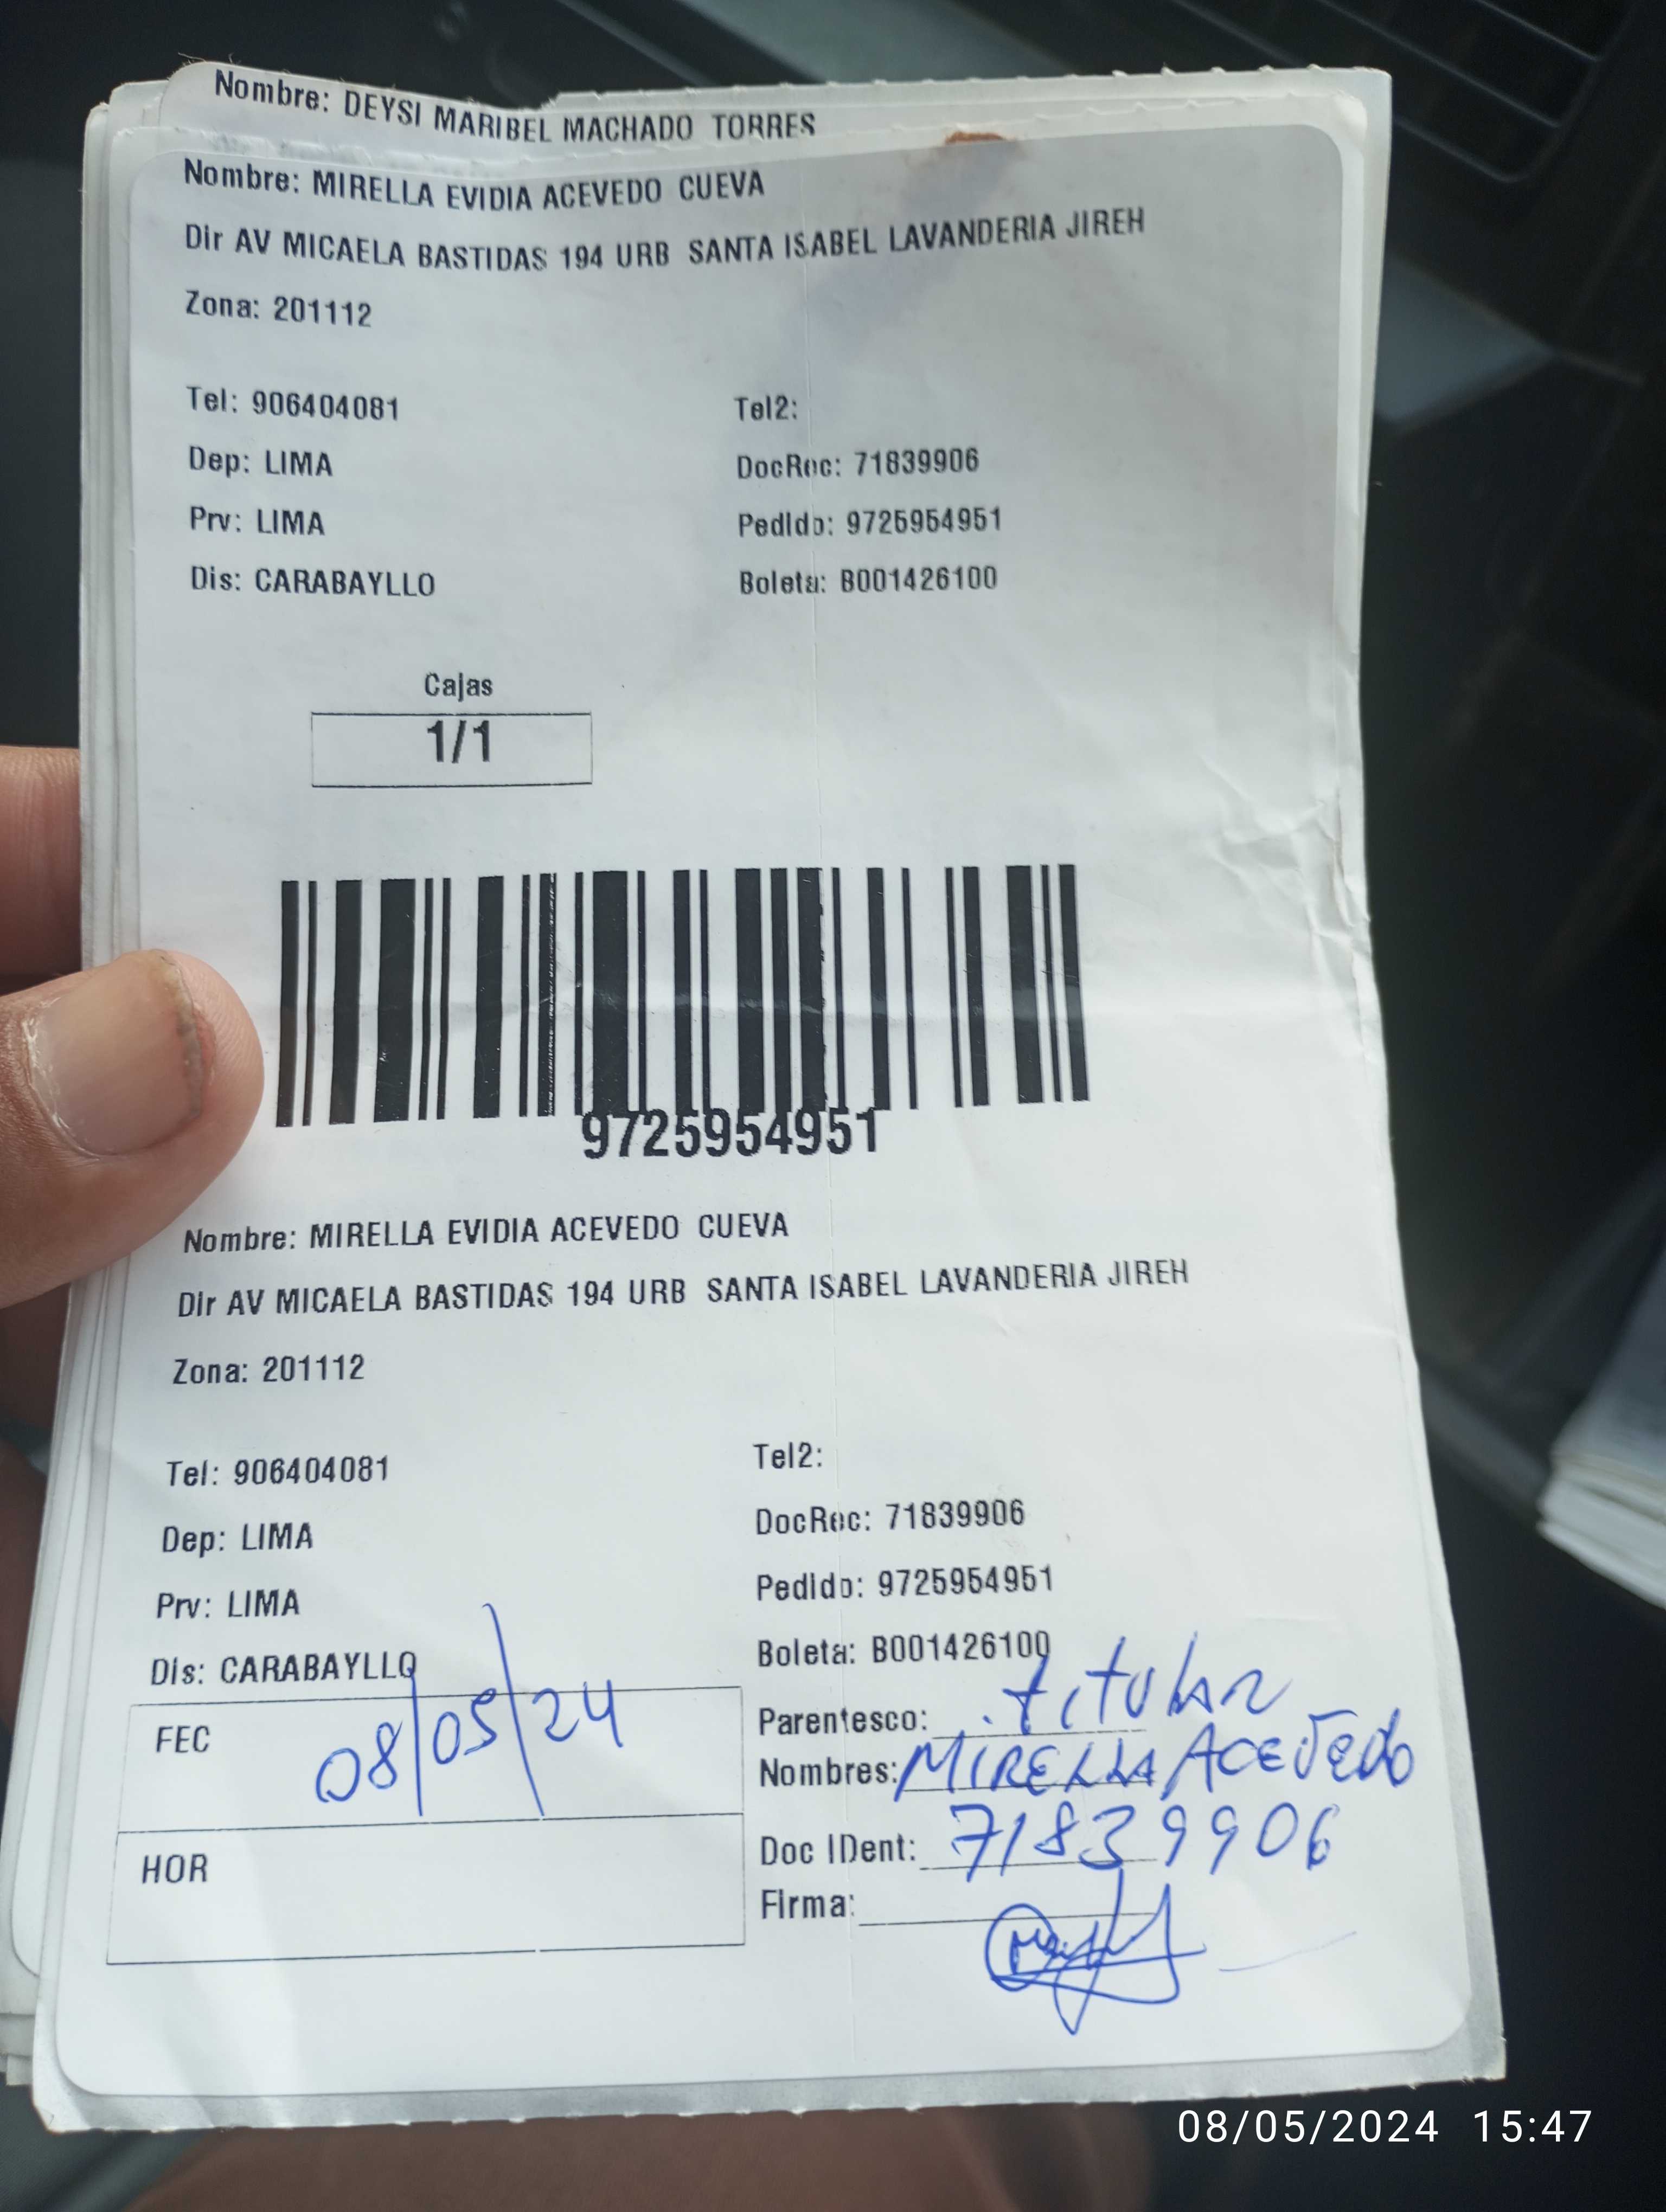 Nombre: DEYSI MARIBEL MACHADO TORRES
Nombre: MIRELLA EVIDIA ACEVEDO CUEVA
Dir AV MICAELA BASTIDAS 194 URB SANTA ISABEL LAVANDERIA JIREH
Zona: 201112
Tel: 906404081 Tel2:
Dep: LIMA DocRec: 71839906
Prv: LIMA Pedido: 9725954951
Dis: CARABAYLLO Boleta: B001426100
Cajas
1/1
9725954951
Nombre: MIRELLA EVIDIA ACEVEDO CUEVA
Dir AV MICAELA BASTIDAS 194 URB SANTA ISABEL LAVANDERIA JIREH
Zona: 201112
Tel: 906404081 Tel2:
Dep: LIMA DocRec: 71839906
Prv: LIMA Pedido: 9725954951
Dis: CARABAYLLO Boleta: B001426100
FEC 08/05/24 Parentesco: titular
Nombres: MIRELLA ACEVEDO
HOR Doc IDent: 71839906
Firma:
08/05/2024 15:47